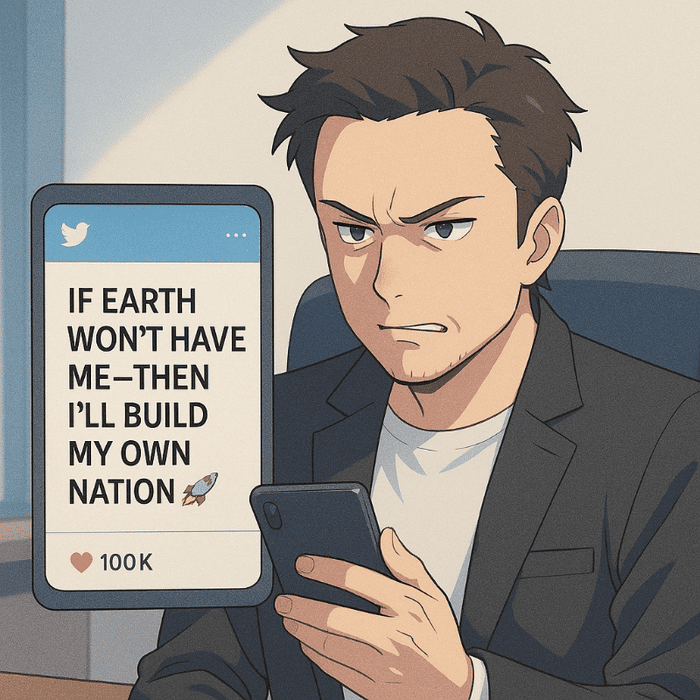 IF EARTH
WON'T HAVE
ME–THEN
I'LL BUILD
MY OWN
NATION 🚀
100K